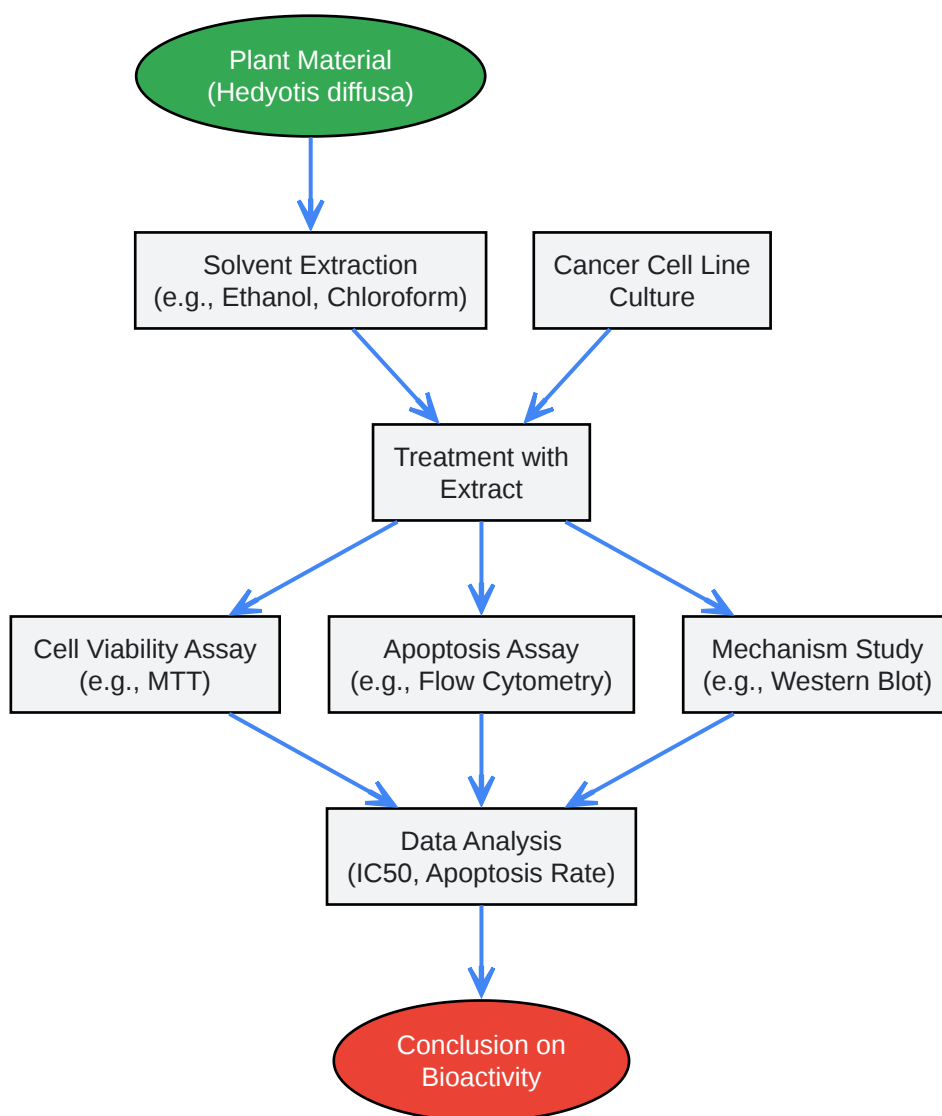 Plant Material
(Hedyotis diffusa)
Solvent Extraction
(e.g., Ethanol, Chloroform)
Cancer Cell Line
Culture
Treatment with
Extract
Cell Viability Assay
(e.g., MTT)
Apoptosis Assay
(e.g., Flow Cytometry)
Mechanism Study
(e.g., Western Blot)
Data Analysis
(IC50, Apoptosis Rate)
Conclusion on
Bioactivity